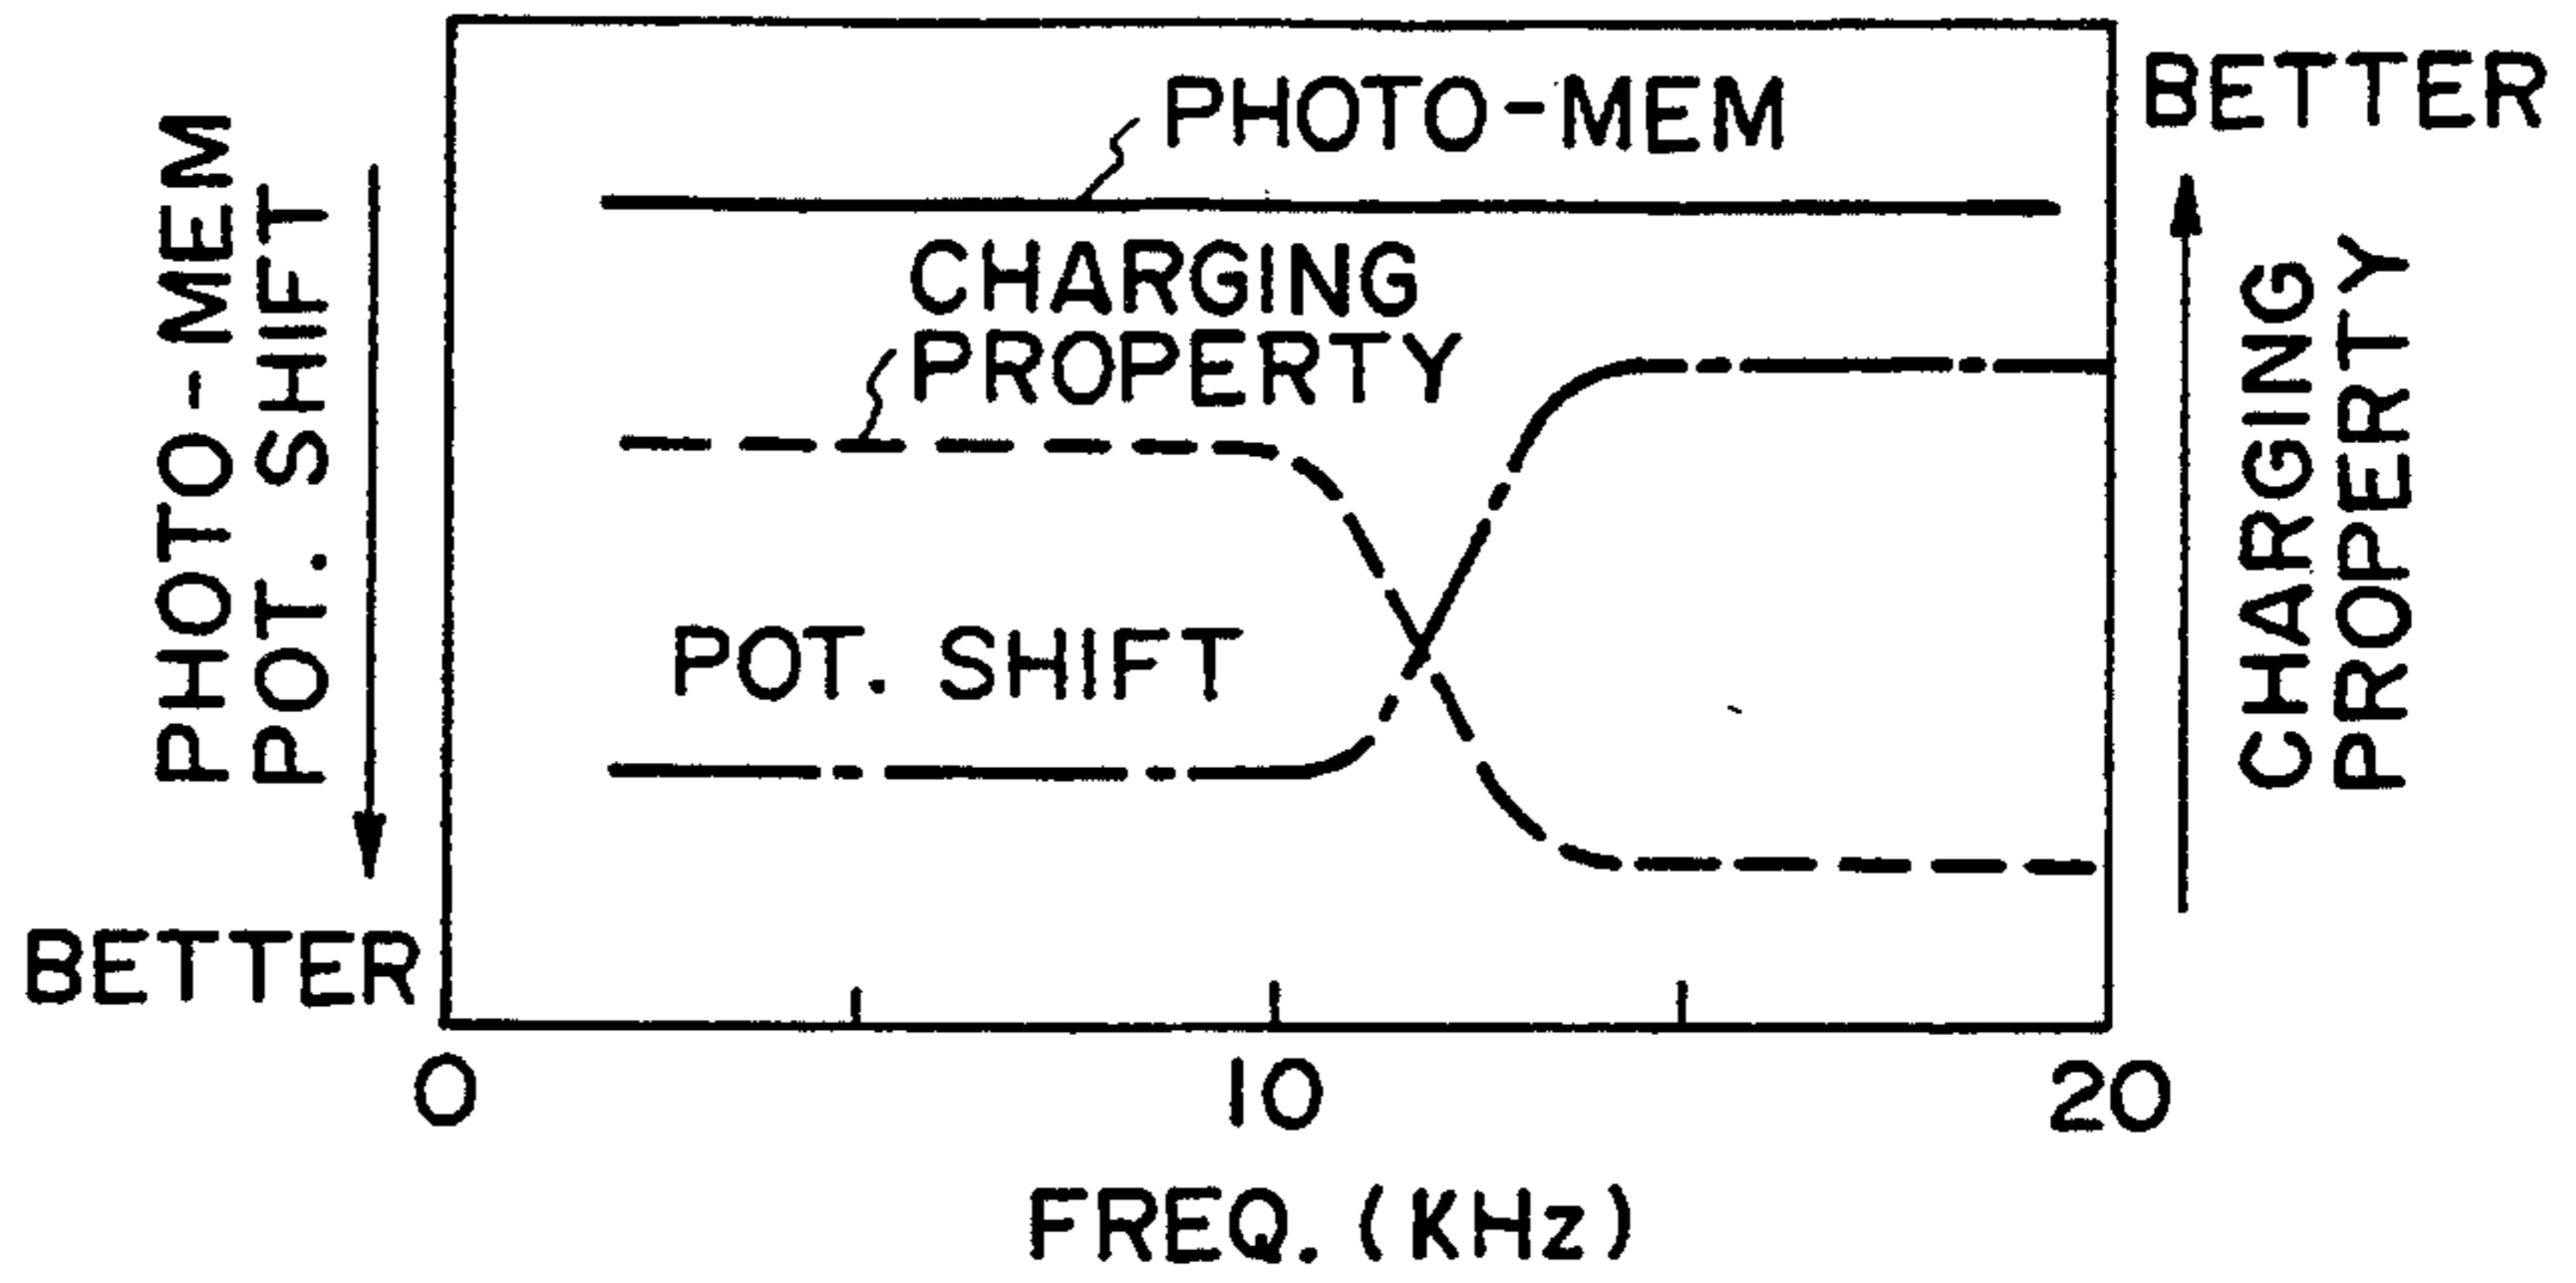 PHOTO-MEM
POT. SHIFT
BETTER
PHOTO-MEM
CHARGING
PROPERTY
POT. SHIFT
BETTER
CHARGING
PROPERTY
0 10 20
FREQ. (KHz)